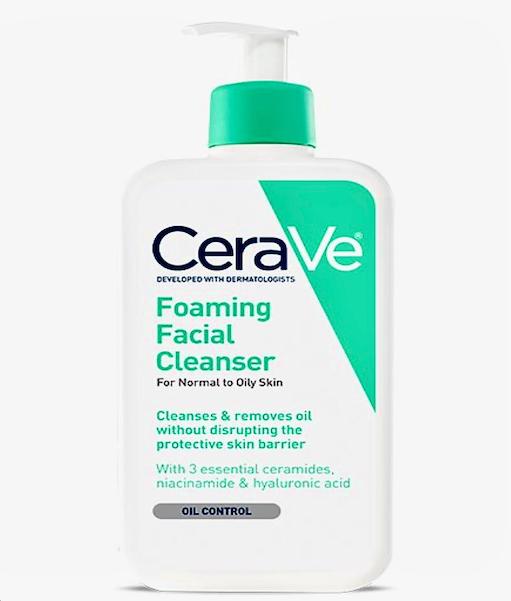 CeraVe®
DEVELOPED WITH DERMATOLOGISTS
Foaming
Facial
Cleanser
For Normal to Oily Skin
Cleanses & removes oil
without disrupting the
protective skin barrier
With 3 essential ceramides,
niacinamide & hyaluronic acid
OIL CONTROL